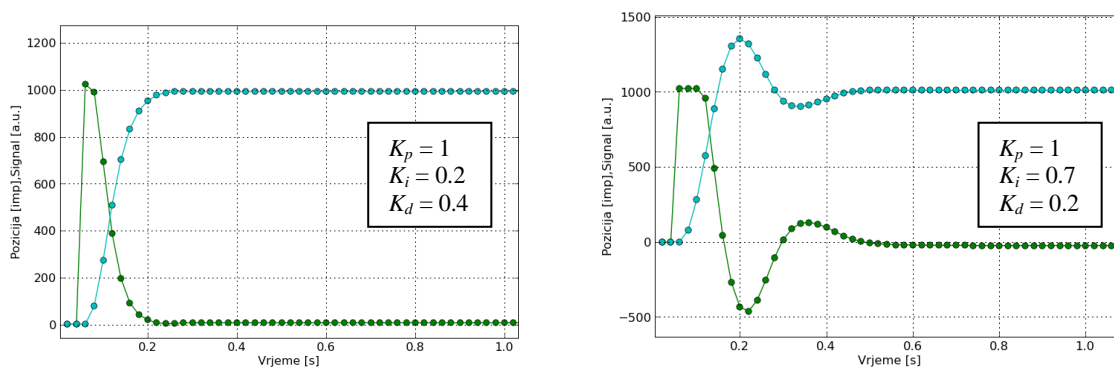 Pozicija [imp],Signal [a.u.]
1200
1000
800
600
400
200
0
0.2
0.4
0.6
0.8
1.0
Vrjeme [s]
Kp = 1
Ki = 0.2
Kd = 0.4
Pozicija [imp],Signal [a.u.]
1500
1000
500
0
−500
0.2
0.4
0.6
0.8
1.0
Vrjeme [s]
Kp = 1
Ki = 0.7
Kd = 0.2